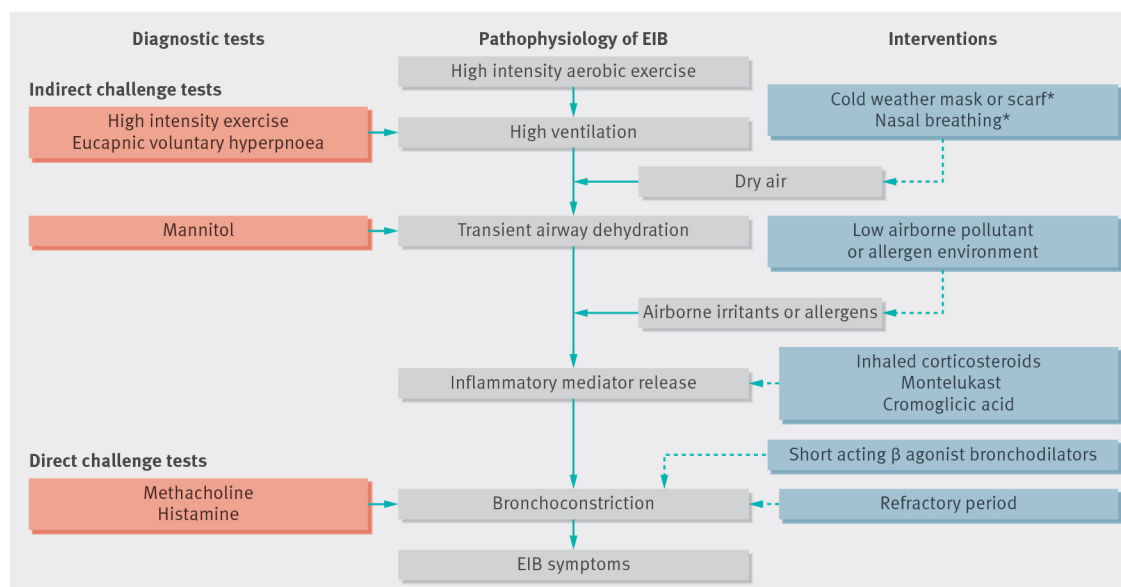 Diagnostic tests
Pathophysiology of EIB
Interventions
High intensity aerobic exercise
Indirect challenge tests
High intensity exercise
Eucapnic voluntary hyperpnoea
High ventilation
Cold weather mask or scarf*
Nasal breathing*
Dry air
Mannitol
Transient airway dehydration
Low airborne pollutant
or allergen environment
Airborne irritants or allergens
Inflammatory mediator release
Inhaled corticosteroids
Montelukast
Cromoglicic acid
Direct challenge tests
Short acting β agonist bronchodilators
Methacholine
Histamine
Bronchoconstriction
Refractory period
EIB symptoms